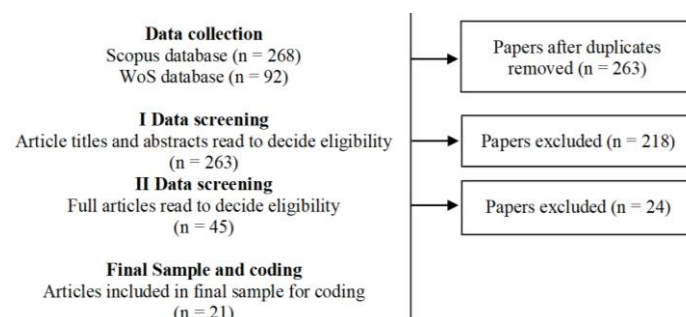 Data collection
Scopus database (n = 268)
WoS database (n = 92)
Papers after duplicates
removed (n = 263)
I Data screening
Article titles and abstracts read to decide eligibility
(n = 263)
Papers excluded (n = 218)
II Data screening
Full articles read to decide eligibility
(n = 45)
Papers excluded (n = 24)
Final Sample and coding
Articles included in final sample for coding
(n = 21)